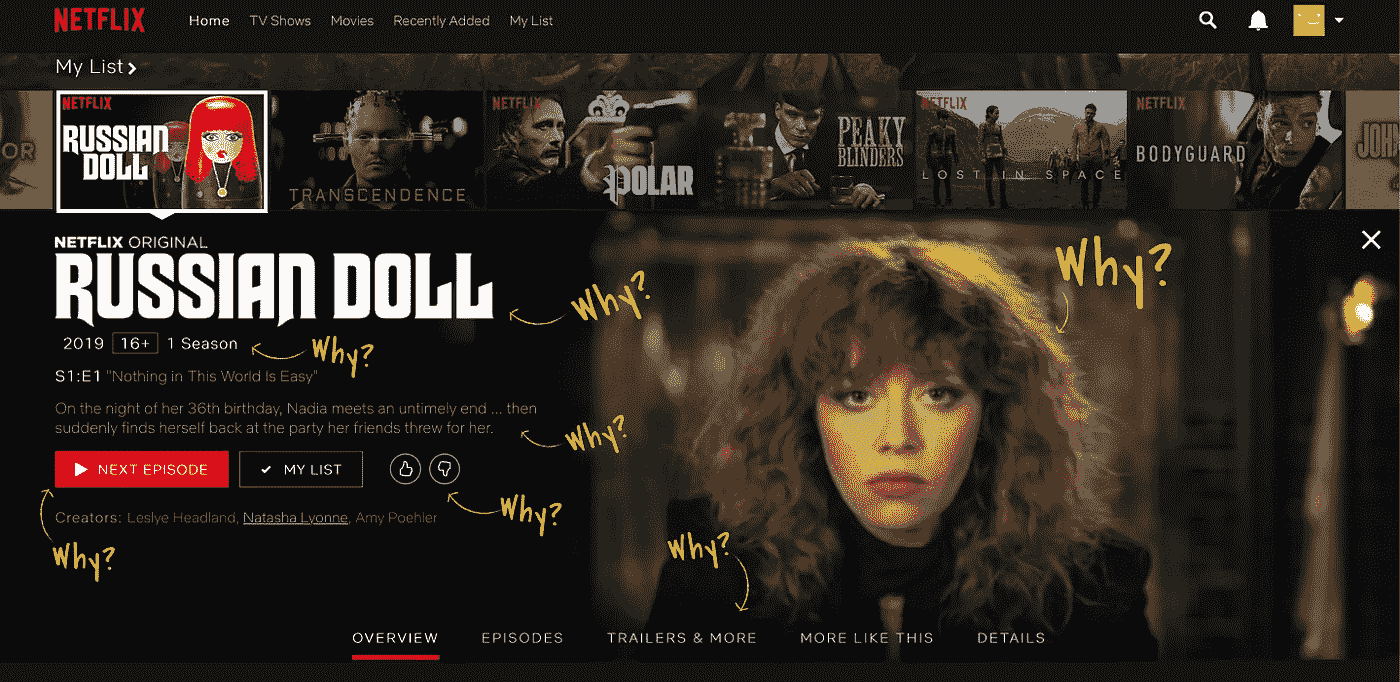 NETFLIX Home TV Shows Movies Recently Added My List
My List
OR
NETFLIX
RUSSIAN
DOLL
TRANSCENDENCE
NETFLIX
POLAR
PEAKY
BLINDERS
NETFLIX
LOST IN SPACE
NETFLIX
BODYGUARD
JOH
NETFLIX ORIGINAL
RUSSIAN DOLL
Why?
Why?
2019 16+ 1 Season
Why?
S1:E1 "Nothing in This World Is Easy"
On the night of her 36th birthday, Nadia meets an untimely end ... then
suddenly finds herself back at the party her friends threw for her.
Why?
NEXT EPISODE MY LIST
Why?
Creators: Leslye Headland, Natasha Lyonne, Amy Poehler
Why?
Why?
OVERVIEW EPISODES TRAILERS & MORE MORE LIKE THIS DETAILS